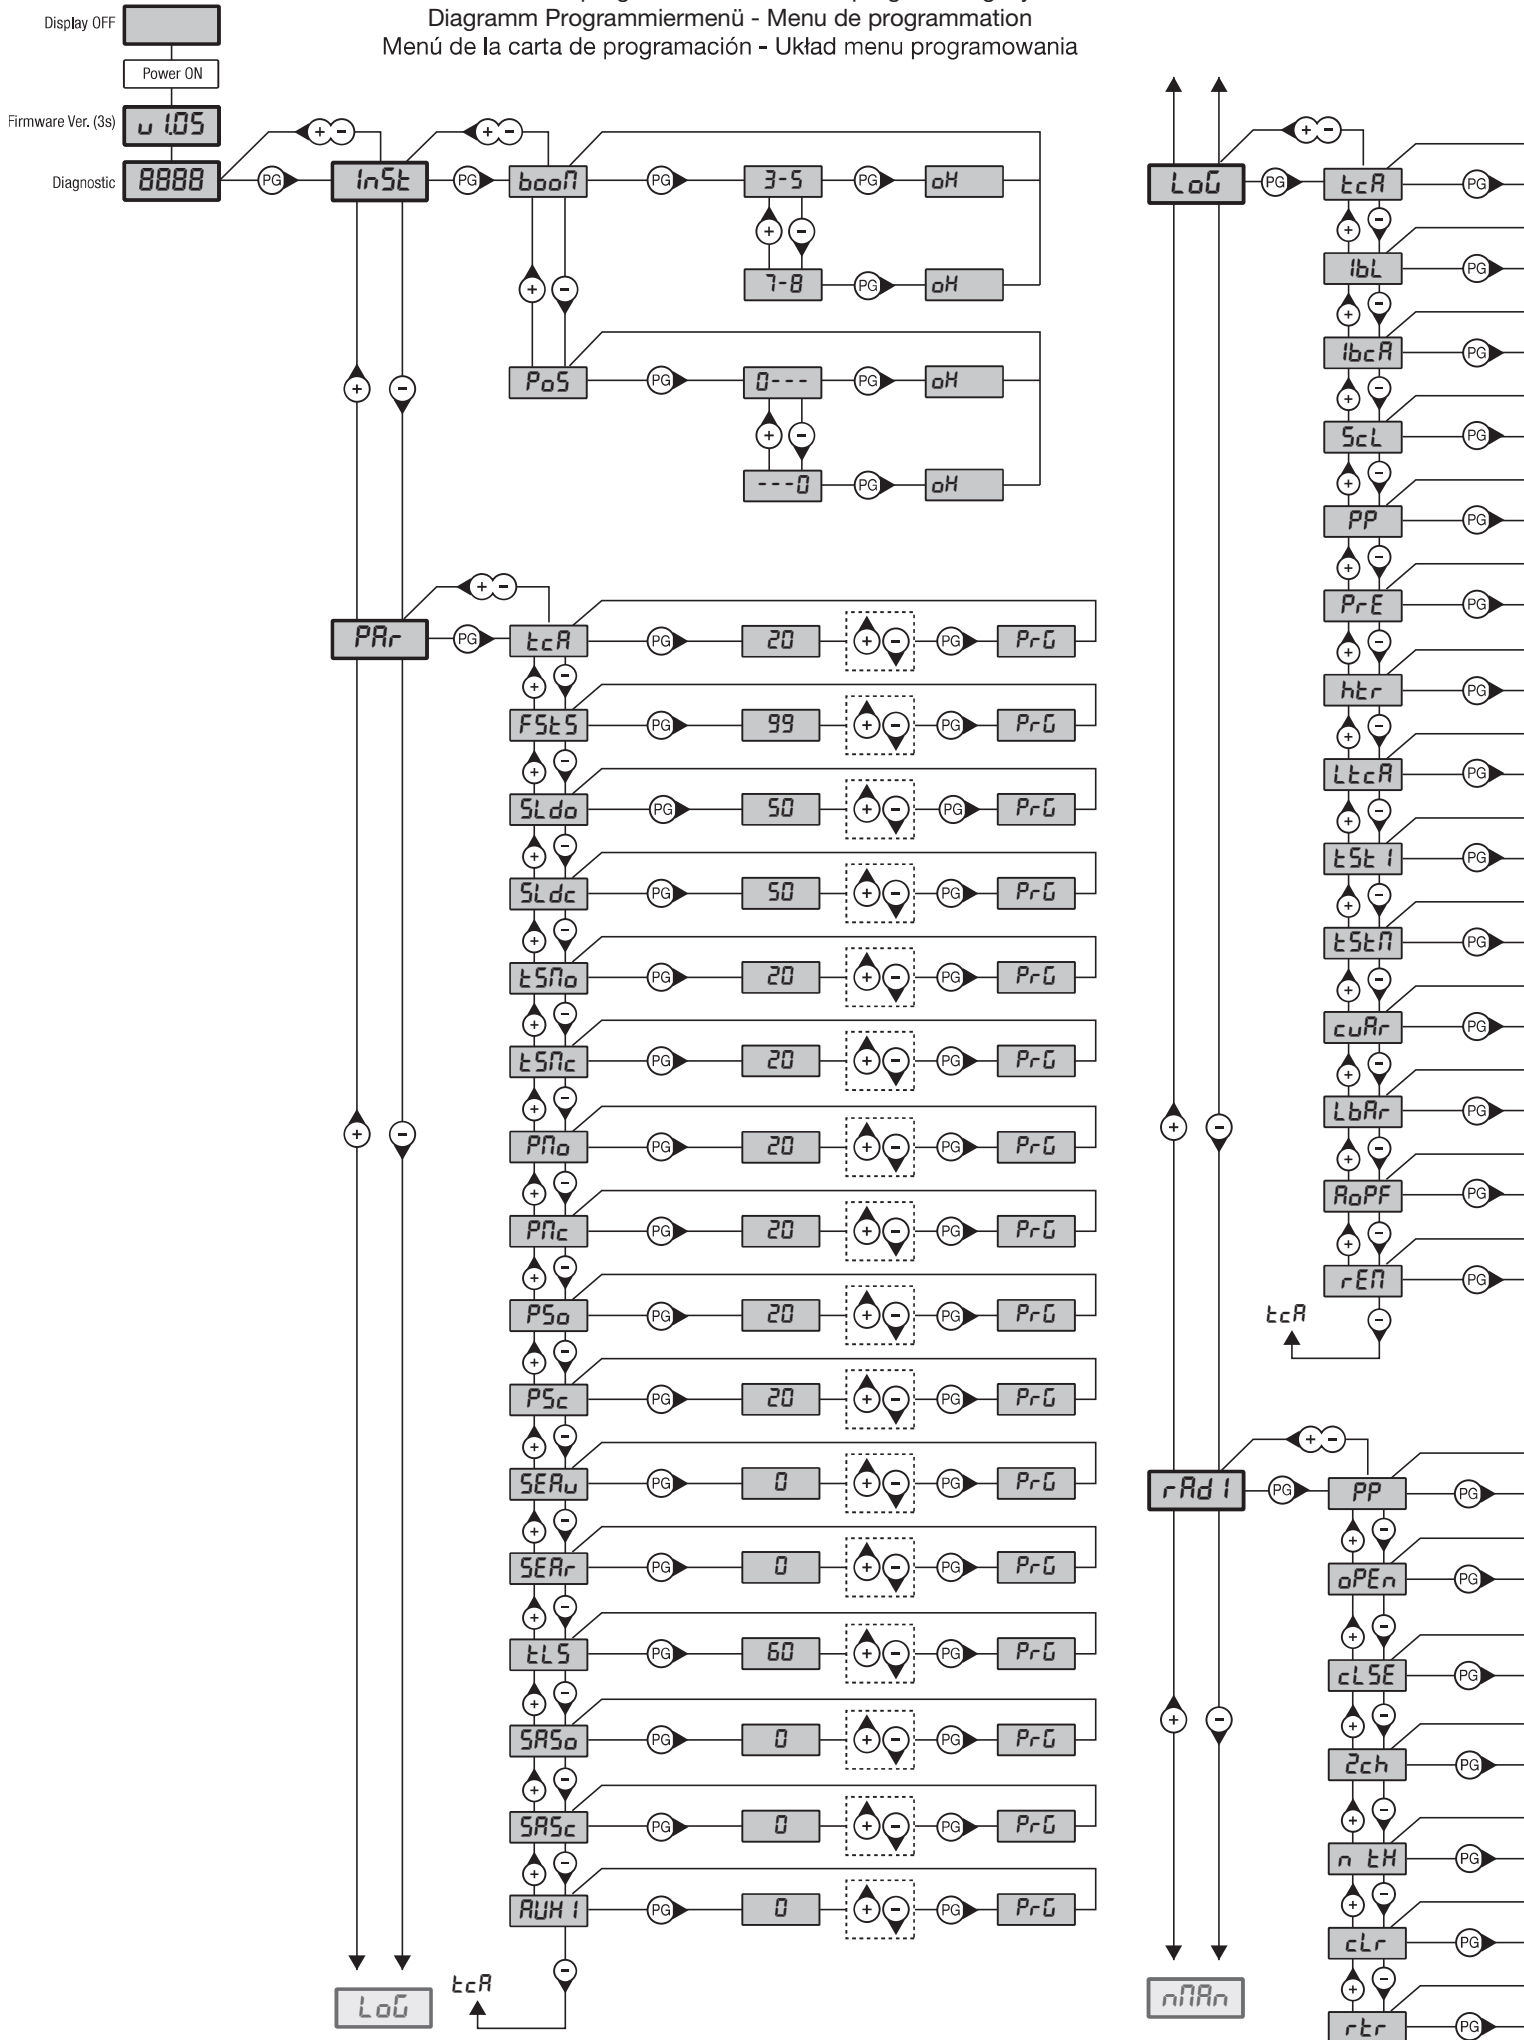 Diagramm Programmiermenü - Menu de programmation
Menú de la carta de programación - Układ menu programowania
Display OFF
Power ON
Firmware Ver. (3s) v 1.05
Diagnostic 8888 PG InSt PG booM PG 3-5 PG oH
+ -
+ -
+ -
7-8 PG oH
+ -
PoS PG 0--- PG oH
+ -
---0 PG oH
+ -
+ -
PAr PG tcA PG 20 + - PG PrG
+ -
FStS PG 99 + - PG PrG
+ -
SLdo PG 50 + - PG PrG
+ -
SLdc PG 50 + - PG PrG
+ -
tSMo PG 20 + - PG PrG
+ -
tSMc PG 20 + - PG PrG
+ -
+ -
PMo PG 20 + - PG PrG
+ -
PMc PG 20 + - PG PrG
+ -
PSo PG 20 + - PG PrG
+ -
PSc PG 20 + - PG PrG
+ -
SEAv PG 0 + - PG PrG
+ -
SEAr PG 0 + - PG PrG
+ -
tLS PG 60 + - PG PrG
+ -
SASo PG 0 + - PG PrG
+ -
SASc PG 0 + - PG PrG
+ -
AUH 1 PG 0 + - PG PrG
-
tcA
LoG
+ -
LoG PG tcA PG
+ -
IbL PG
+ -
IbcA PG
+ -
ScL PG
+ -
PP PG
+ -
PrE PG
+ -
htr PG
+ -
LtcA PG
+ -
tSt 1 PG
+ -
tStM PG
+ -
cvAr PG
+ -
LbAr PG
+ -
+ -
AoPF PG
+ -
rEM PG
-
tcA
+ -
rAd 1 PG PP PG
+ -
oPEn PG
+ -
cLSE PG
+ -
+ -
2ch PG
+ -
n tH PG
+ -
cLr PG
+ -
nMAn
rtr PG